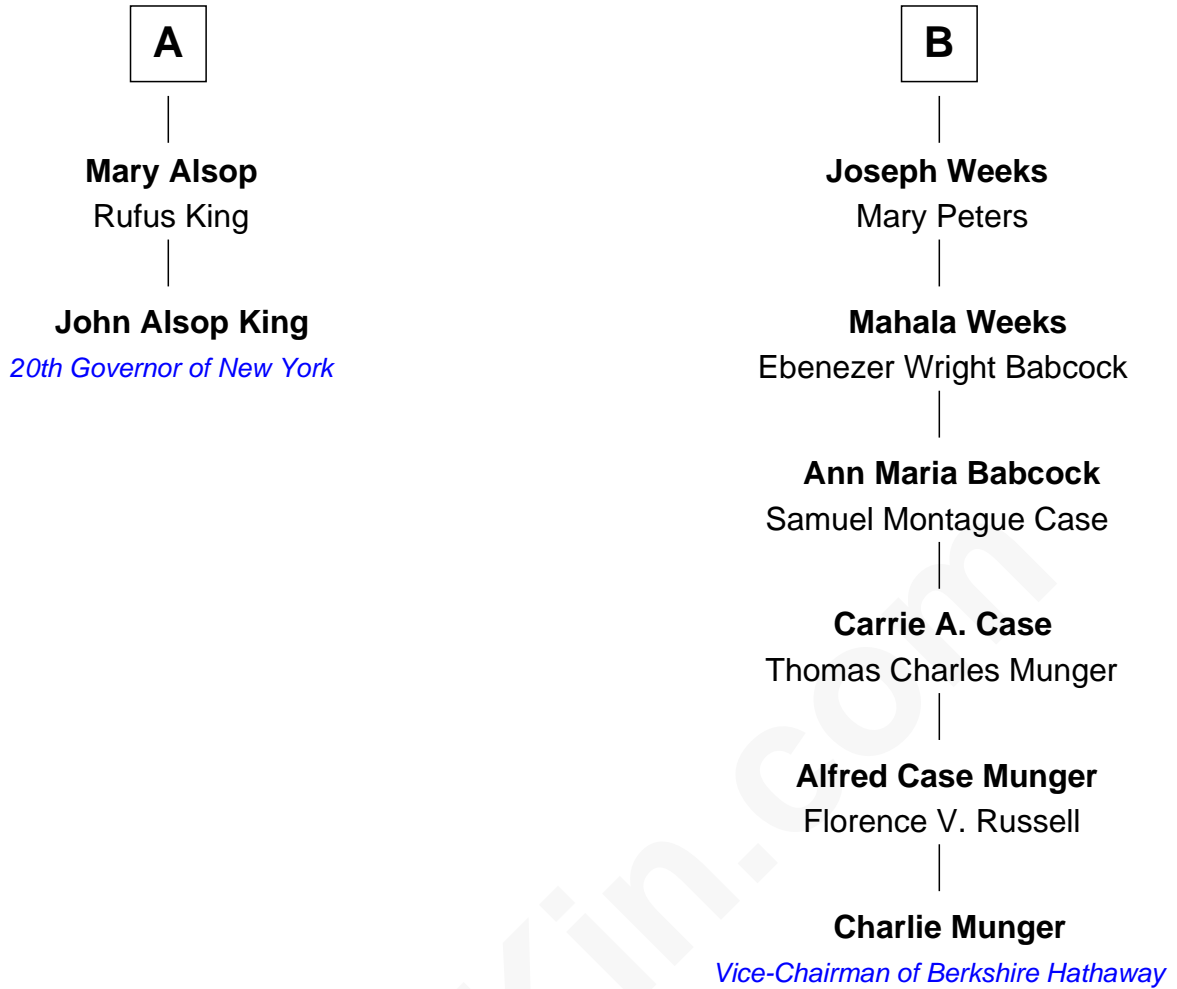 A
Mary Alsop
Rufus King
John Alsop King
20th Governor of New York
B
Joseph Weeks
Mary Peters
Mahala Weeks
Ebenezer Wright Babcock
Ann Maria Babcock
Samuel Montague Case
Carrie A. Case
Thomas Charles Munger
Alfred Case Munger
Florence V. Russell
Charlie Munger
Vice-Chairman of Berkshire Hathaway